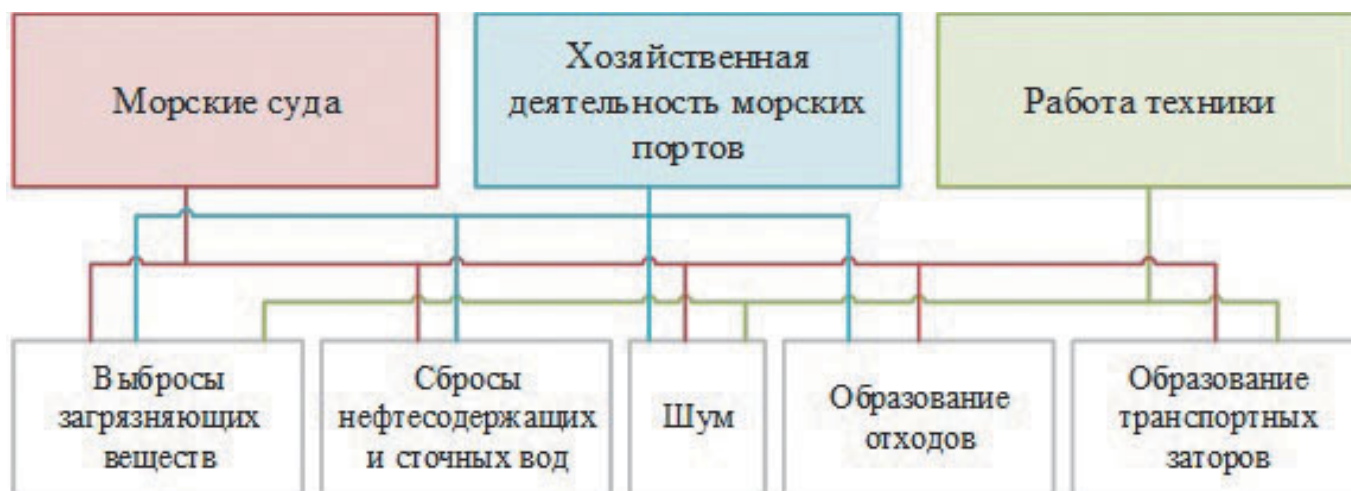 Морские суда
Хозяйственная
деятельность морских
портов
Работа техники
Выбросы
загрязняющих
веществ
Сбросы
нефтесодержащих
и сточных вод
Шум
Образование
отходов
Образование
транспортных
заторов